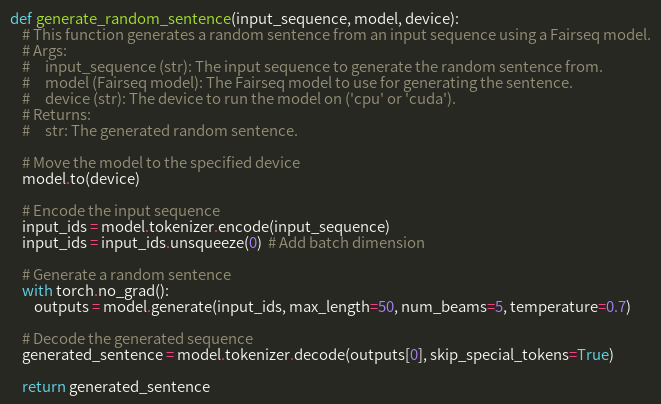 def generate_random_sentence(input_sequence, model, device):
# This function generates a random sentence from an input sequence using a Fairseq model.
# Args:
# input_sequence (str): The input sequence to generate the random sentence from.
# model (Fairseq model): The Fairseq model to use for generating the sentence.
# device (str): The device to run the model on ('cpu' or 'cuda').
# Returns:
# str: The generated random sentence.
# Move the model to the specified device
model.to(device)
# Encode the input sequence
input_ids = model.tokenizer.encode(input_sequence)
input_ids = input_ids.unsqueeze(0) # Add batch dimension
# Generate a random sentence
with torch.no_grad():
outputs = model.generate(input_ids, max_length=50, num_beams=5, temperature=0.7)
# Decode the generated sequence
generated_sentence = model.tokenizer.decode(outputs[0], skip_special_tokens=True)
return generated_sentence